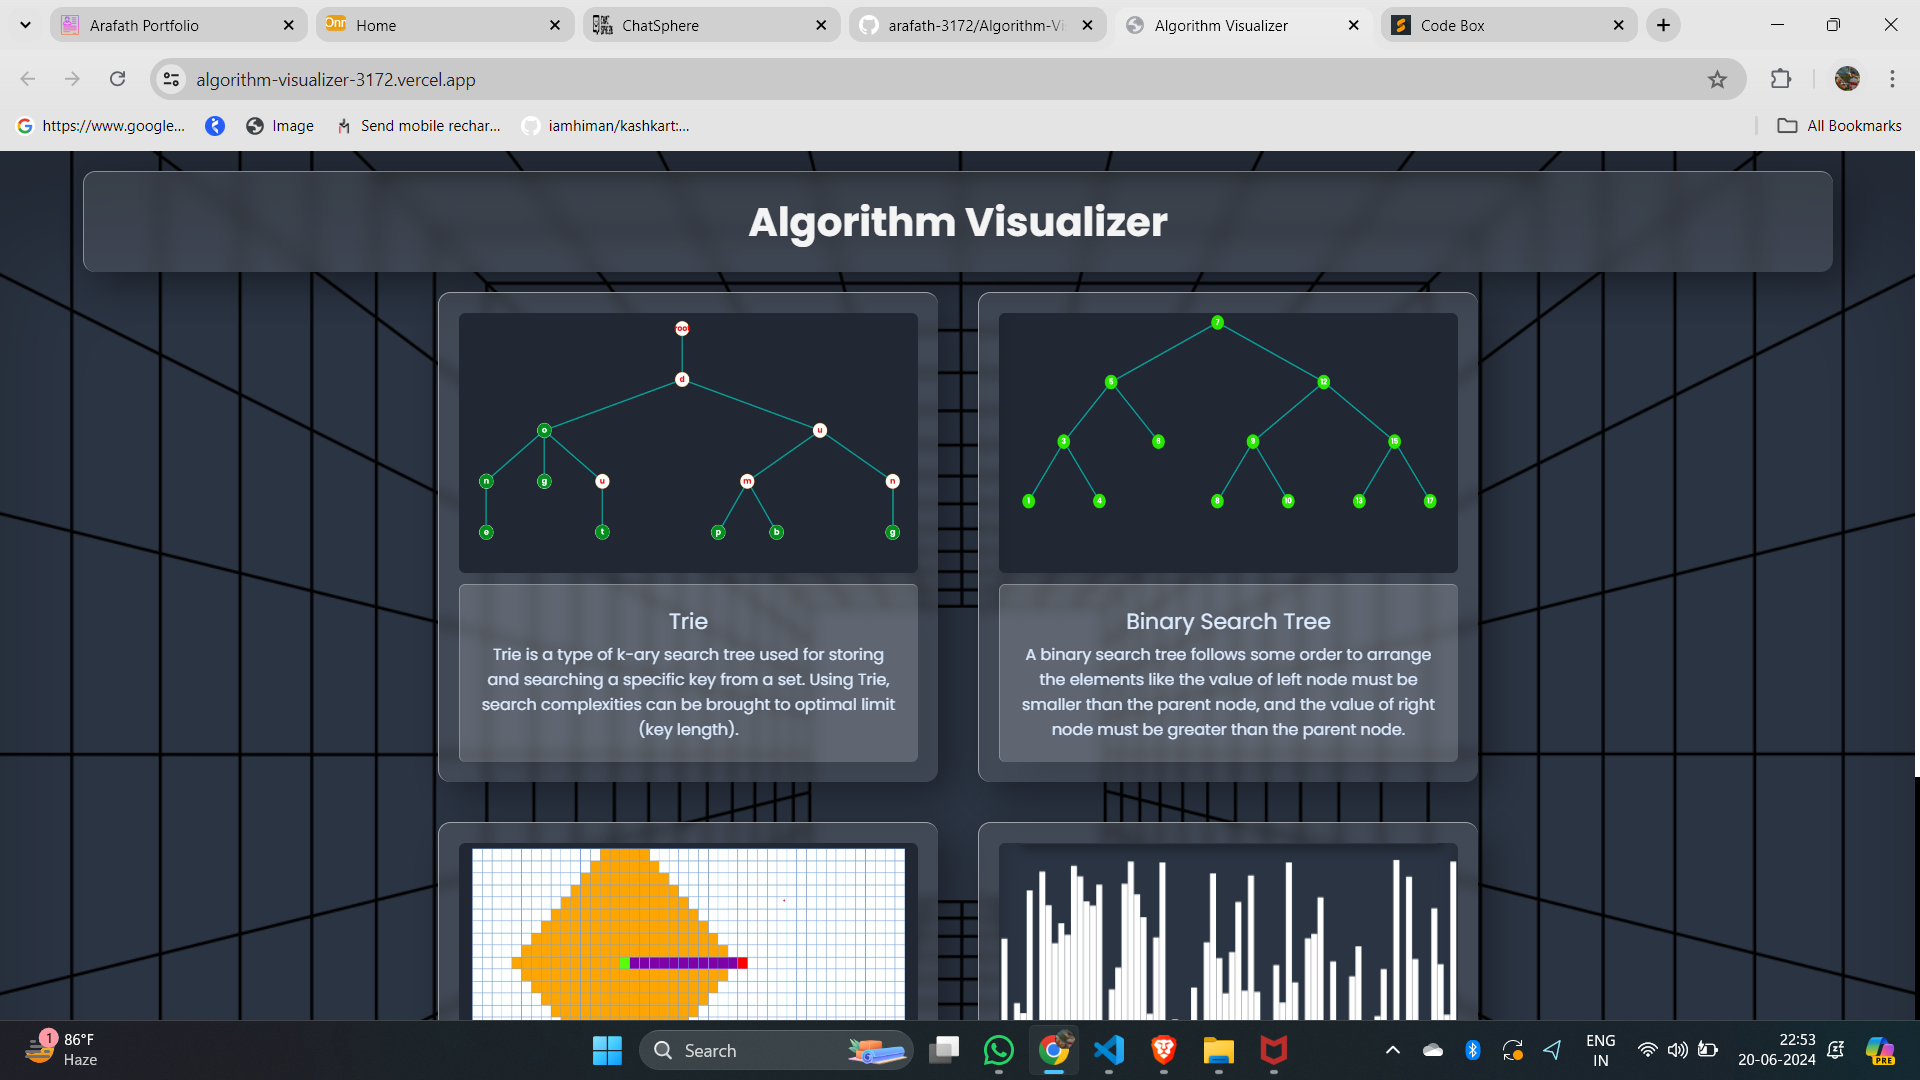 Arafath Portfolio
Home
ChatSphere
arafath-3172/Algorithm-Vi
Algorithm Visualizer
Code Box
algorithm-visualizer-3172.vercel.app
https://www.google...
Image
Send mobile rechar...
iamhiman/kashkart:...
All Bookmarks
Algorithm Visualizer
root
d
o u
n g u m n
e t p b g
7
5 12
3 6 9 15
1 4 8 10 13 17
Trie
Trie is a type of k-ary search tree used for storing
and searching a specific key from a set. Using Trie,
search complexities can be brought to optimal limit
(key length).
Binary Search Tree
A binary search tree follows some order to arrange
the elements like the value of left node must be
smaller than the parent node, and the value of right
node must be greater than the parent node.
1
86°F
Haze
Search
ENG
IN
22:53
20-06-2024
PRE